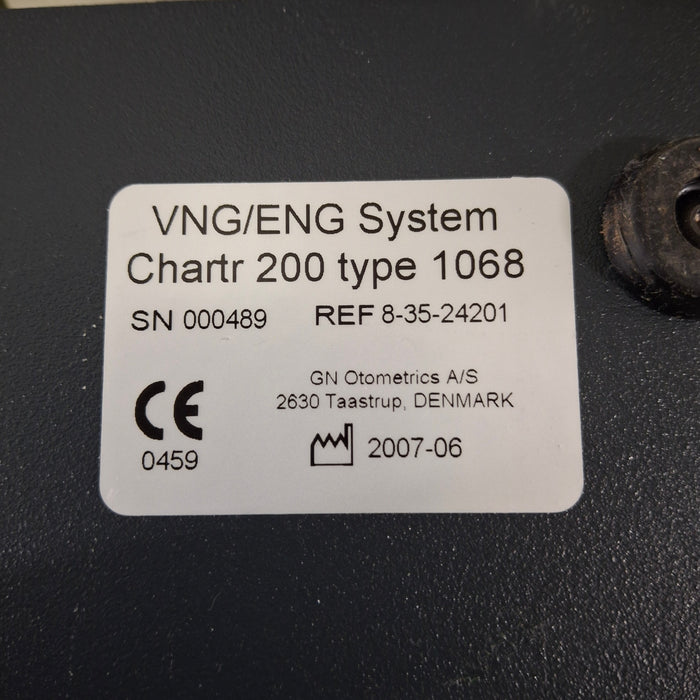 VNG/ENG System
Chartr 200 type 1068
SN 000489 REF 8-35-24201
GN Otometrics A/S
2630 Taastrup, DENMARK
CE
0459
2007-06